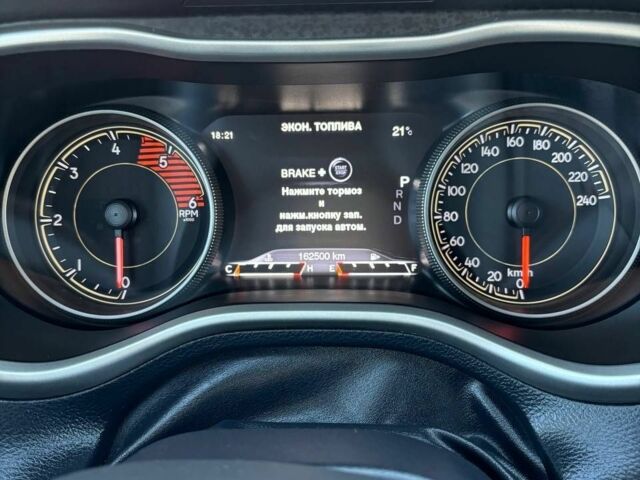 18:21 ЭКОН. ТОПЛИВА 21°C
BRAKE + START STOP
Нажмите тормоз
и
нажм.кнопку зап.
для запуска автом.
P
R
N
D
162500 km
C H E F
0 1 2 3 4 5 6
RPM
x1000
0 20 40 60 80 100 120 140 160 180 200 220 240
km/h